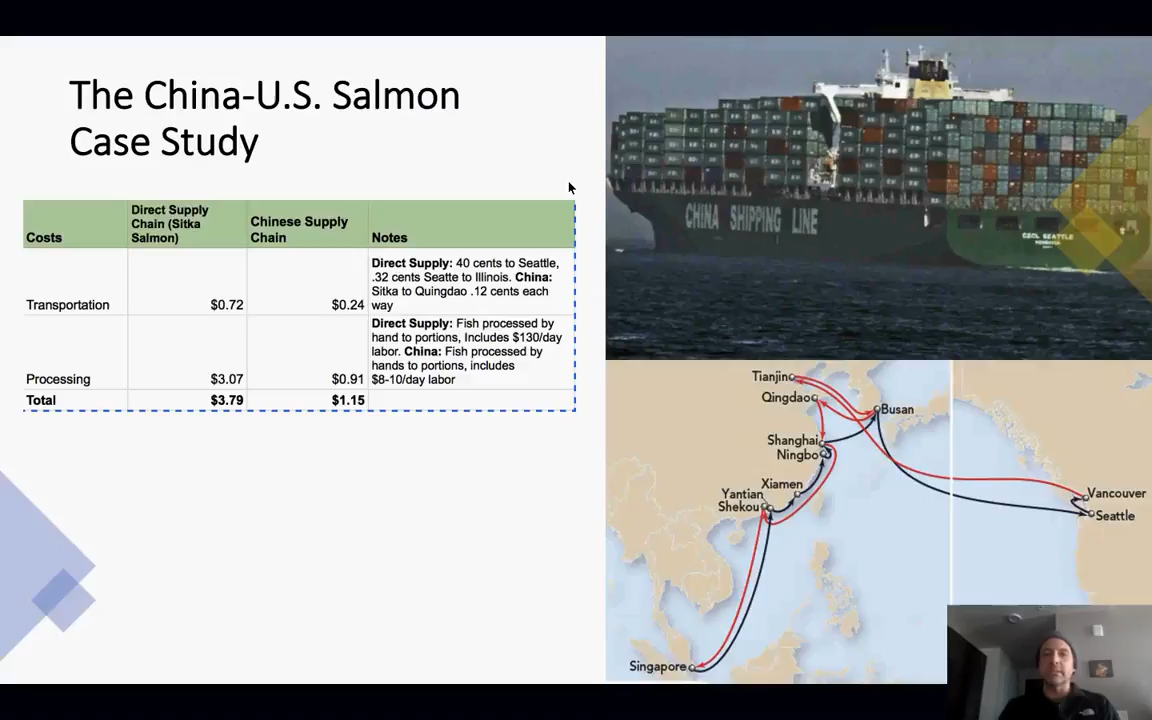 The China-U.S. Salmon
Case Study
Costs
Direct Supply
Chain (Sitka
Salmon)
Chinese Supply
Chain
Notes
Transportation
$0.72
$0.24
Direct Supply: 40 cents to Seattle,
.32 cents Seatte to Illinois. China:
Sitka to Quingdao .12 cents each
way
Processing
$3.07
$0.91
Direct Supply: Fish processed by
hand to portions, Includes $130/day
labor. China: Fish processed by
hands to portions, includes
$8-10/day labor
Total
$3.79
$1.15
CHINA SHIPPING LINE
CSCL SEATTLE
Tianjin
Qingdao
Busan
Shanghai
Ningbo
Xiamen
Yantian
Shekou
Vancouver
Seattle
Singapore